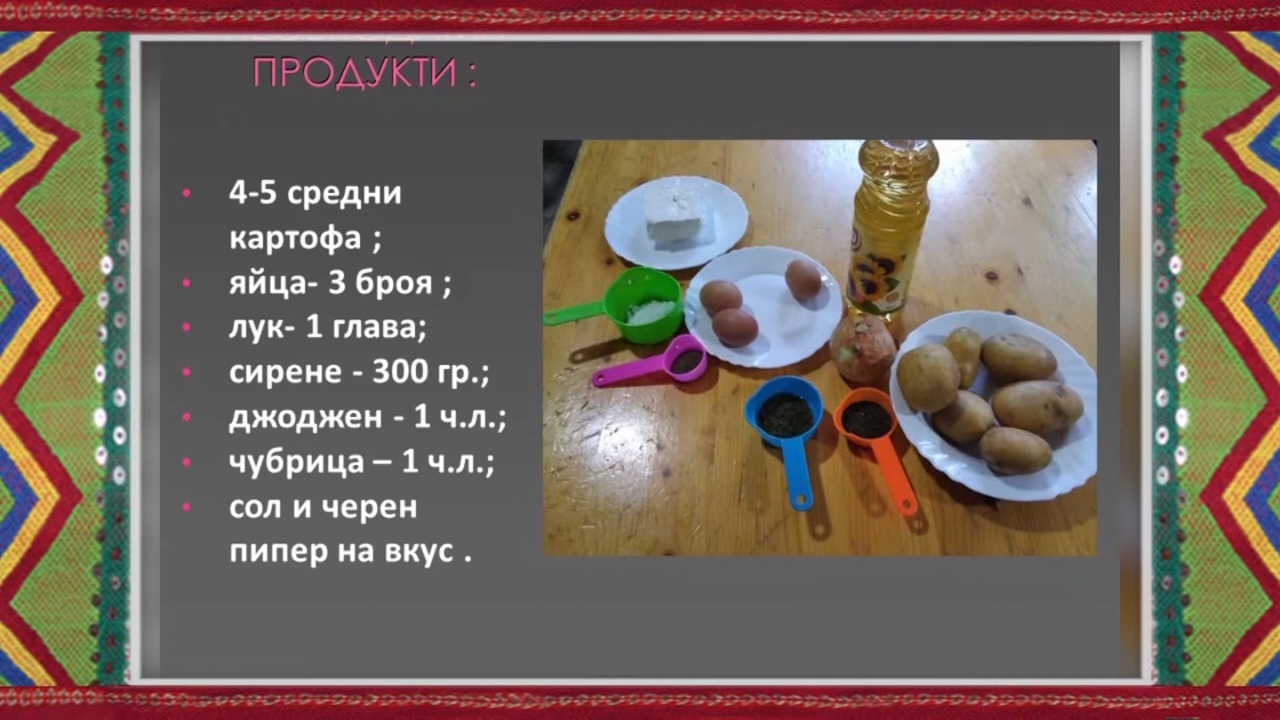 ПРОДУКТИ :
• 4-5 средни
картофа ;
• яйца- 3 броя ;
• лук- 1 глава;
• сирене - 300 гр.;
• джоджен - 1 ч.л.;
• чубрица – 1 ч.л.;
• сол и черен
пипер на вкус .